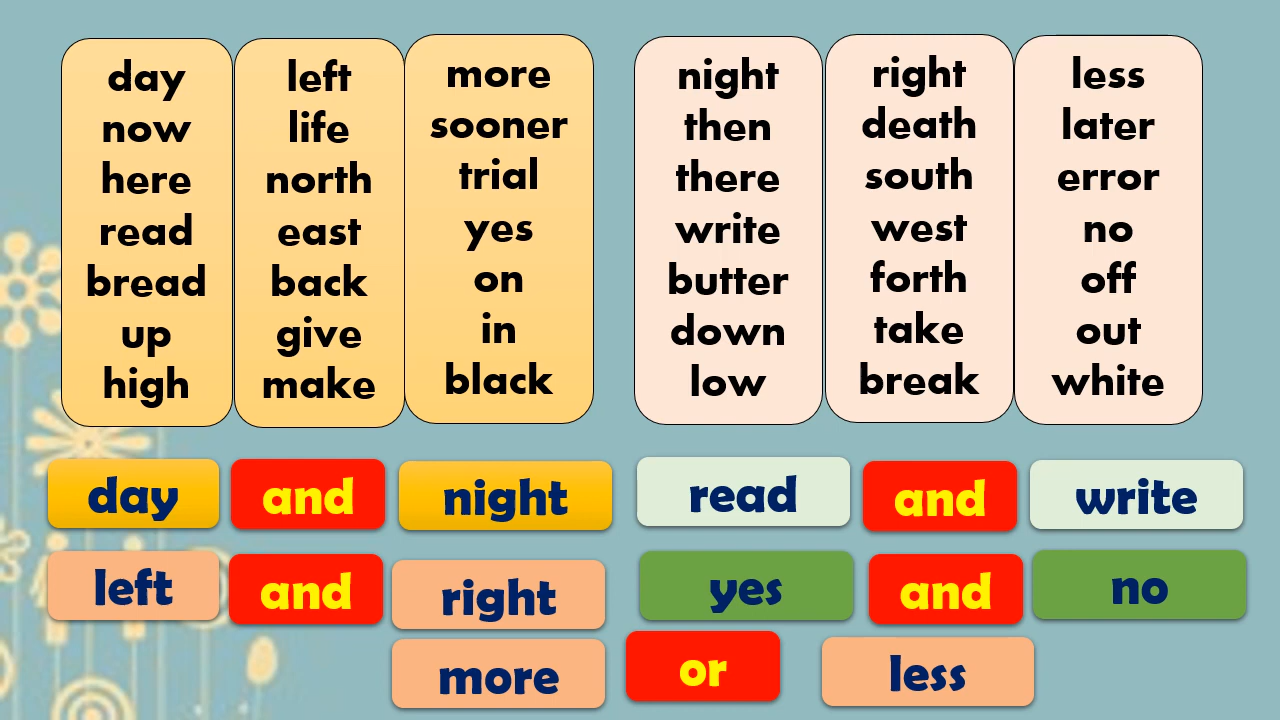 day
now
here
read
bread
up
high
left
life
north
east
back
give
make
more
sooner
trial
yes
on
in
black
night
then
there
write
butter
down
low
right
death
south
west
forth
take
break
less
later
error
no
off
out
white
day and night
read and write
left and right
yes and no
more or less